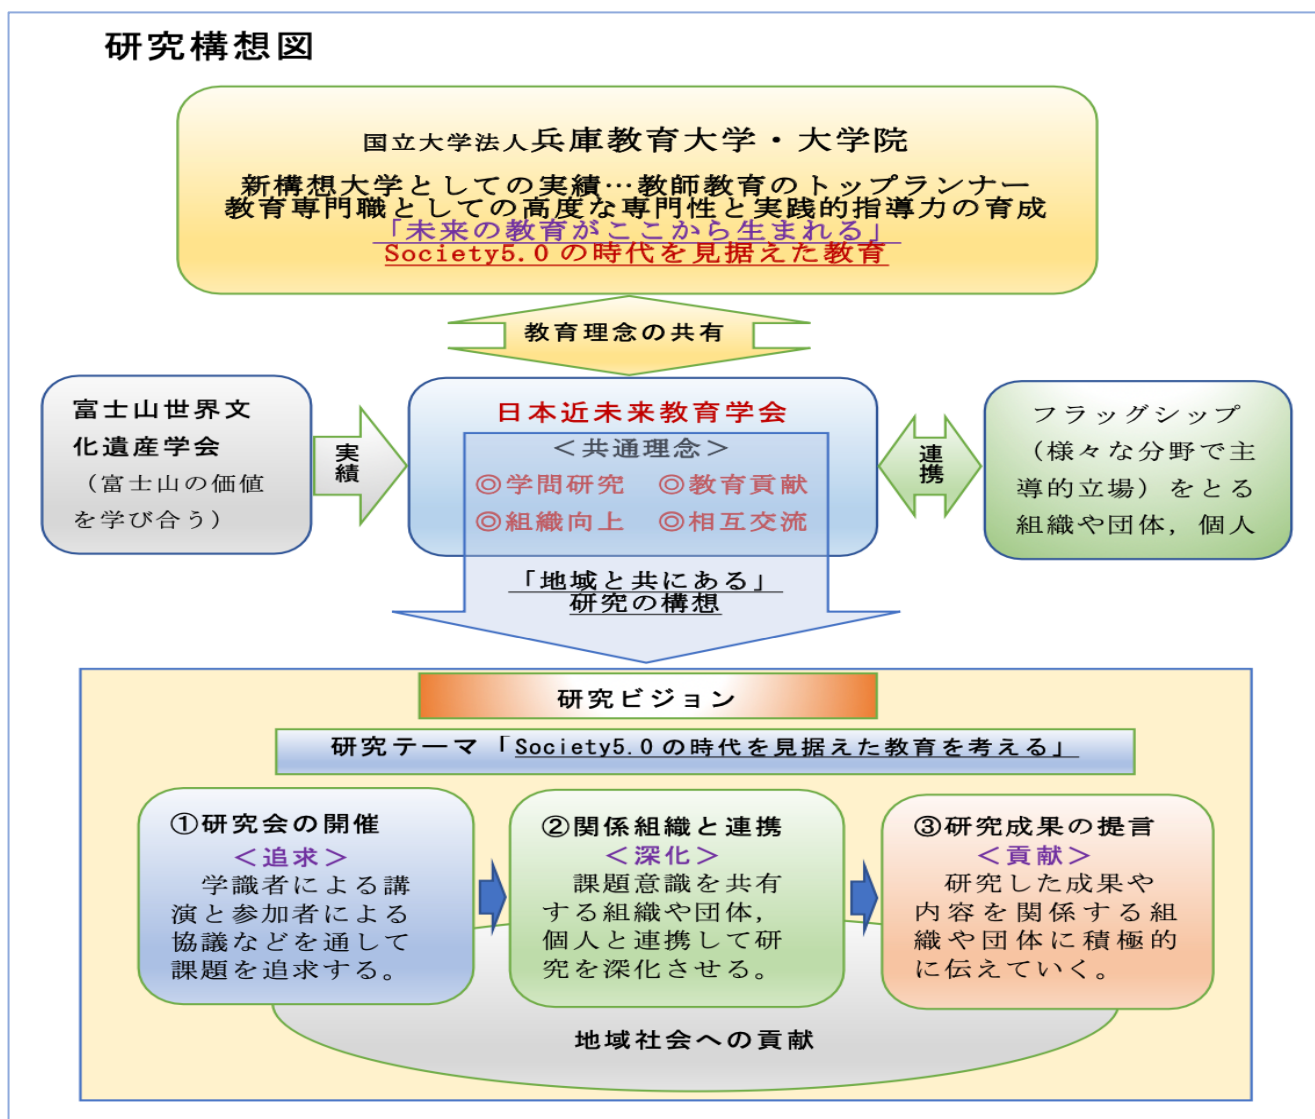 研究構想図
国立大学法人兵庫教育大学・大学院
新構想大学としての実績…教師教育のトップランナー
教育専門職としての高度な専門性と実践的指導力の育成
「未来の教育がここから生まれる」
Society5.0の時代を見据えた教育
教育理念の共有
富士山世界文
化遺産学会
（富士山の価値
を学び合う）
実績
日本近未来教育学会
＜共通理念＞
◎学問研究　◎教育貢献
◎組織向上　◎相互交流
連携
フラッグシップ
（様々な分野で主
導的立場）をとる
組織や団体，個人
「地域と共にある」
研究の構想
研究ビジョン
研究テーマ「Society5.0の時代を見据えた教育を考える」
①研究会の開催
＜追求＞
学識者による講
演と参加者による
協議などを通して
課題を追求する。
②関係組織と連携
＜深化＞
課題意識を共有
する組織や団体，
個人と連携して研
究を深化させる。
③研究成果の提言
＜貢献＞
研究した成果や
内容を関係する組
織や団体に積極的
に伝えていく。
地域社会への貢献